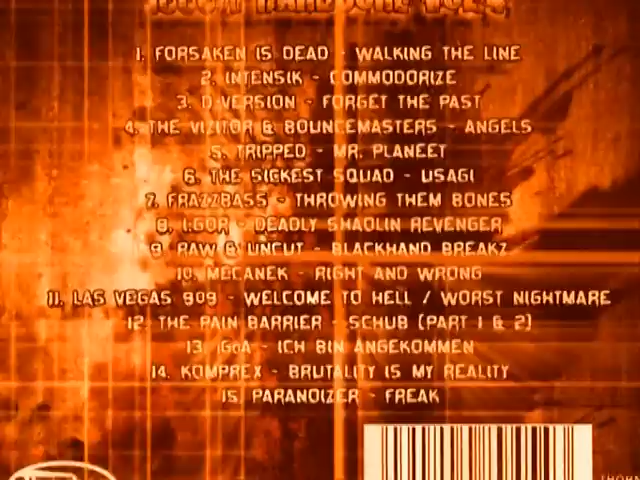 1. FORSAKEN IS DEAD - WALKING THE LINE
2. INTENSIK - COMMODORIZE
3. D-VERSION - FORGET THE PAST
4. THE VIZITOR & BOUNCEMASTERS - ANGELS
5. TRIPPED - MR. PLANEET
6. THE SICKEST SQUAD - USAGI
7. FRAZZBASS - THROWING THEM BONES
8. I:GOR - DEADLY SHAOLIN REVENGER
9. RAW & UNCUT - BLACKHAND BREAKZ
10. MECANEK - RIGHT AND WRONG
11. LAS VEGAS 909 - WELCOME TO HELL / WORST NIGHTMARE
12. THE PAIN BARRIER - SCHUB (PART 1 & 2)
13. IGOA - ICH BIN ANGEKOMMEN
14. KOMPREX - BRUTALITY IS MY REALITY
15. PARANOIZER - FREAK